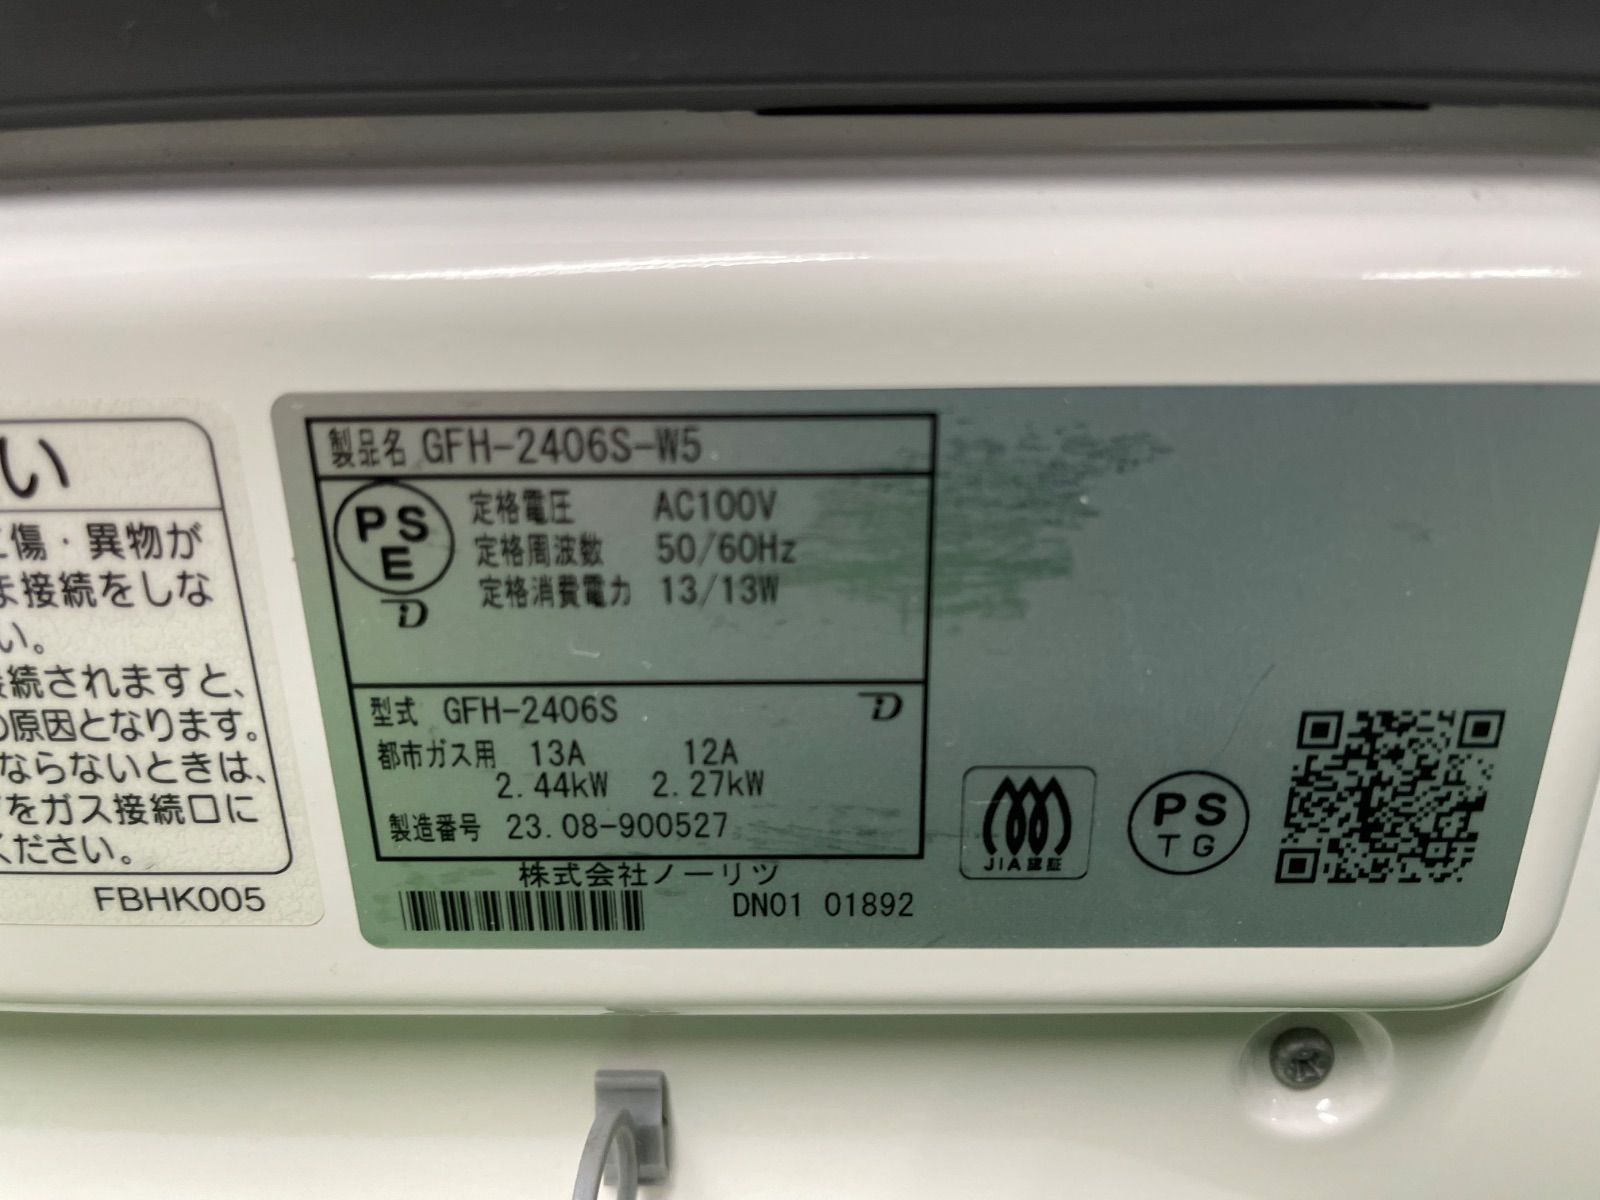 い
に傷・異物が
ま接続をしな
い。
接続されますと、
の原因となります。
ならないときは、
をガス接続口に
ください。
FBHK005
製品名 GFH-2406S-W5
PS
E
定格電圧 AC100V
定格周波数 50/60Hz
定格消費電力 13/13W
型式 GFH-2406S
都市ガス用 13A 12A
2.44kW 2.27kW
製造番号 23.08-900527
株式会社ノーリツ
DN01 01892
JIA認証
PS
TG